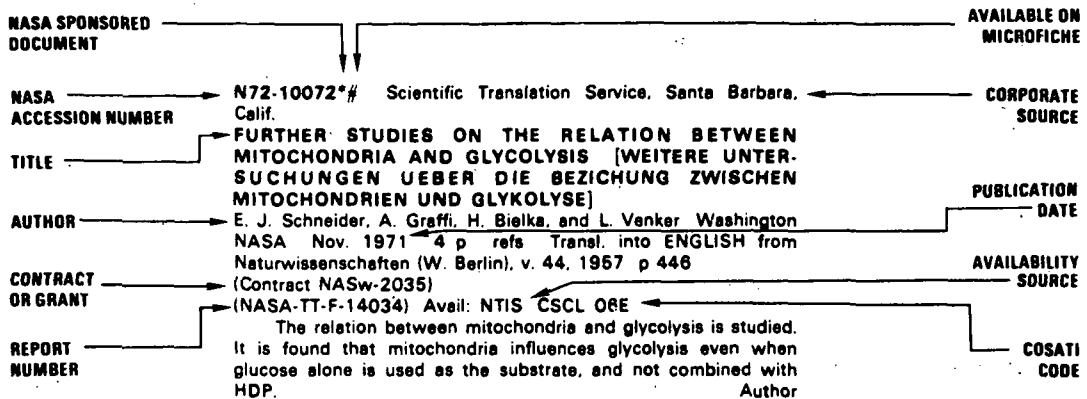 NASA SPONSORED
DOCUMENT
AVAILABLE ON
MICROFICHE
NASA
ACCESSION NUMBER
N72-10072*# Scientific Translation Service, Santa Barbara,
Calif.
CORPORATE
SOURCE
TITLE
FURTHER STUDIES ON THE RELATION BETWEEN
MITOCHONDRIA AND GLYCOLYSIS [WEITERE UNTER-
SUCHUNGEN UEBER DIE BEZICHUNG ZWISCHEN
MITOCHONDRIEN UND GLYKOLYSE]
PUBLICATION
DATE
AUTHOR
E. J. Schneider, A. Graffi, H. Bielka, and L. Venker Washington
NASA Nov. 1971 4 p refs Transl. into ENGLISH from
Naturwissenschaften (W. Berlin), v. 44, 1957 p 446
AVAILABILITY
SOURCE
CONTRACT
OR GRANT
(Contract NASw-2035)
(NASA-TT-F-14034) Avail: NTIS CSCL 06E
REPORT
NUMBER
The relation between mitochondria and glycolysis is studied.
It is found that mitochondria influences glycolysis even when
glucose alone is used as the substrate, and not combined with
HDP. Author
COSATI
CODE